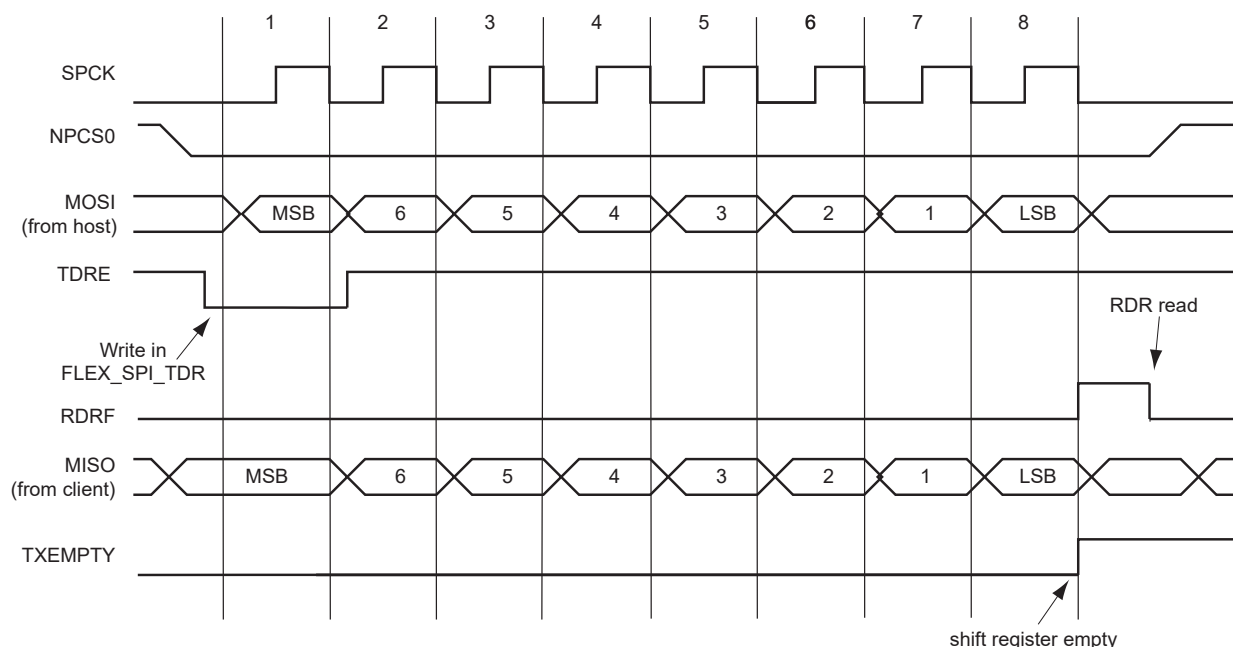 1 2 3 4 5 6 7 8
SPCK
NPCS0
MOSI
(from host)
MSB 6 5 4 3 2 1 LSB
TDRE
RDR read
Write in
FLEX_SPI_TDR
RDRF
MISO
(from client)
MSB 6 5 4 3 2 1 LSB
TXEMPTY
shift register empty